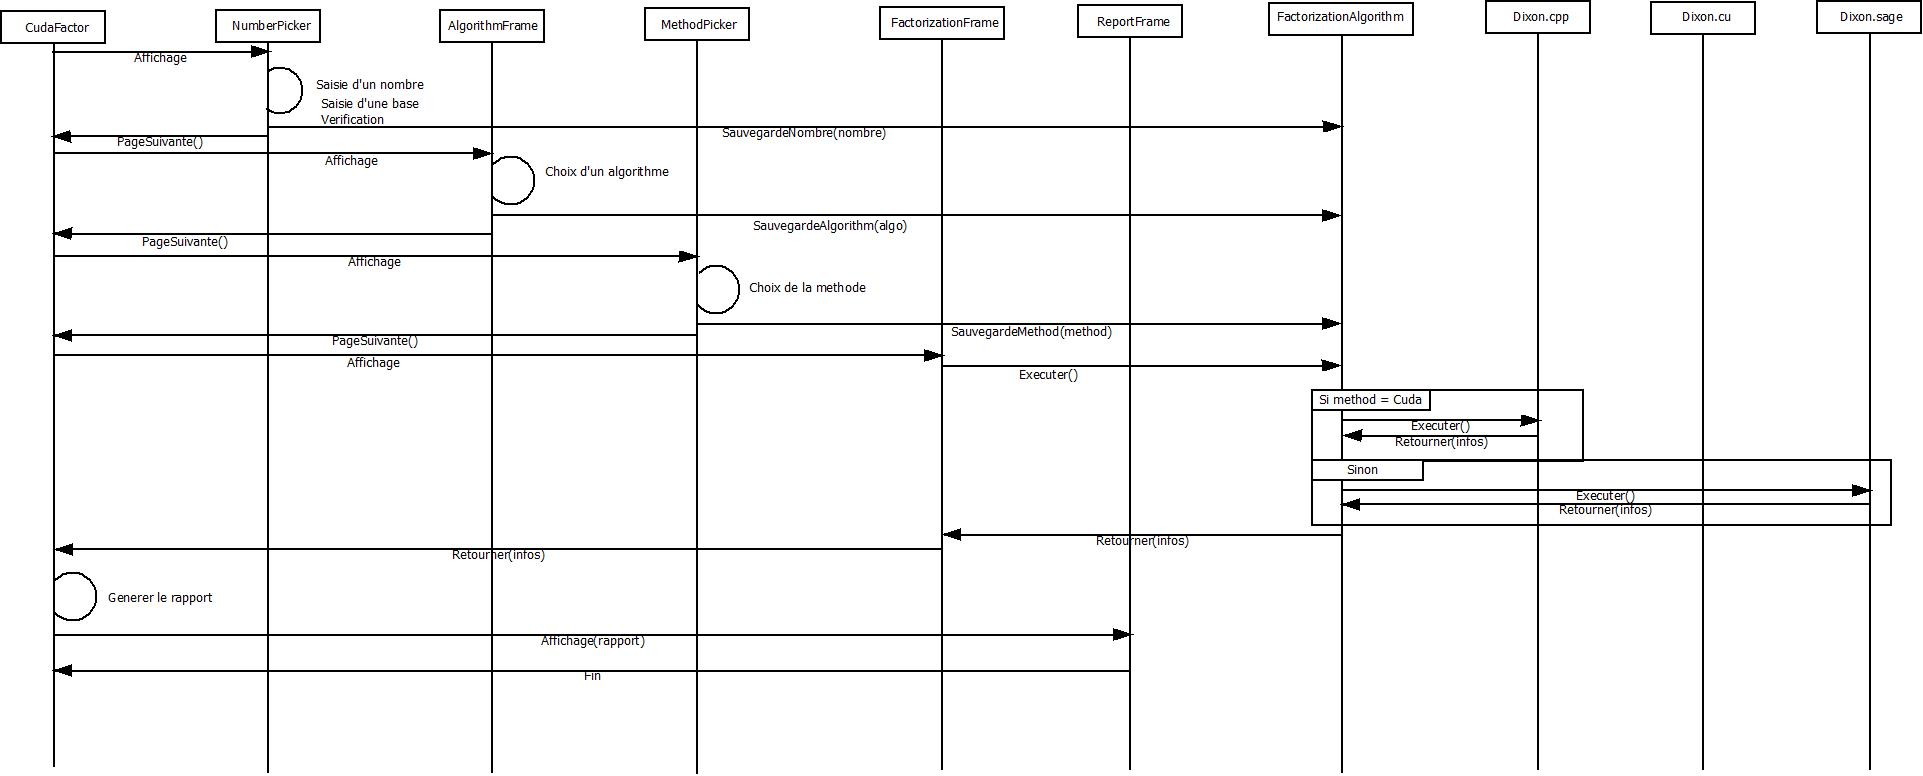 CudaFactor
NumberPicker
AlgorithmFrame
MethodPicker
FactorizationFrame
ReportFrame
FactorizationAlgorithm
Dixon.cpp
Dixon.cu
Dixon.sage
Affichage
Saisie d'un nombre
Saisie d'une base
Verification
SauvegardeNombre(nombre)
PageSuivante()
Affichage
Choix d'un algorithme
SauvegardeAlgorithm(algo)
PageSuivante()
Affichage
Choix de la methode
SauvegardeMethod(method)
PageSuivante()
Affichage
Executer()
Si method = Cuda
Executer()
Retourner(infos)
Sinon
Executer()
Retourner(infos)
Retourner(infos)
Retourner(infos)
Generer le rapport
Affichage(rapport)
Fin